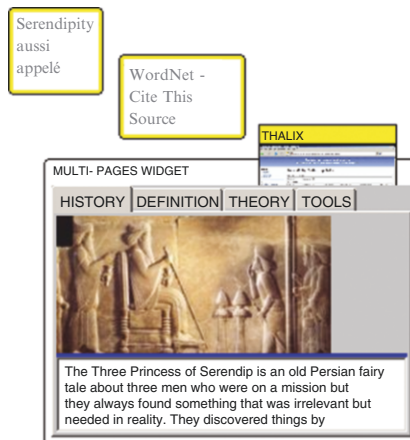 Serendipity
aussi
appelé
WordNet -
Cite This
Source
THALIX
MULTI- PAGES WIDGET
HISTORY DEFINITION THEORY TOOLS
The Three Princess of Serendip is an old Persian fairy
tale about three men who were on a mission but
they always found something that was irrelevant but
needed in reality. They discovered things by